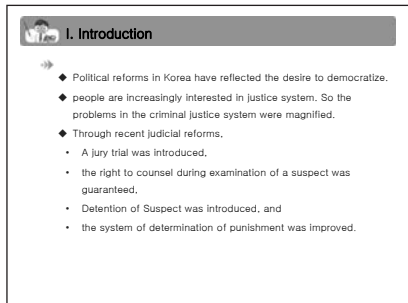 I. Introduction
◆ Political reforms in Korea have reflected the desire to democratize.
◆ people are increasingly interested in justice system. So the
problems in the criminal justice system were magnified.
◆ Through recent judicial reforms,
• A jury trial was introduced,
• the right to counsel during examination of a suspect was
guaranteed,
• Detention of Suspect was introduced, and
• the system of determination of punishment was improved.